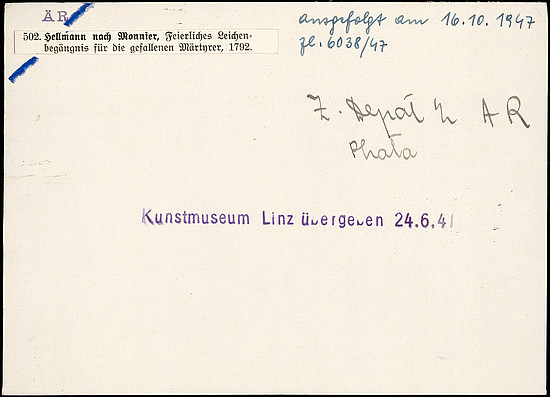 AR
502. Hellmann nach Monnier, Feierliches Leichen-
begängnis für die gefallenen Märtyrer, 1792.
ausgefolgt am 16.10.1947
Zl. 6038/47
Z. Depot AR
Photo
Kunstmuseum Linz übergeben 24.6.41